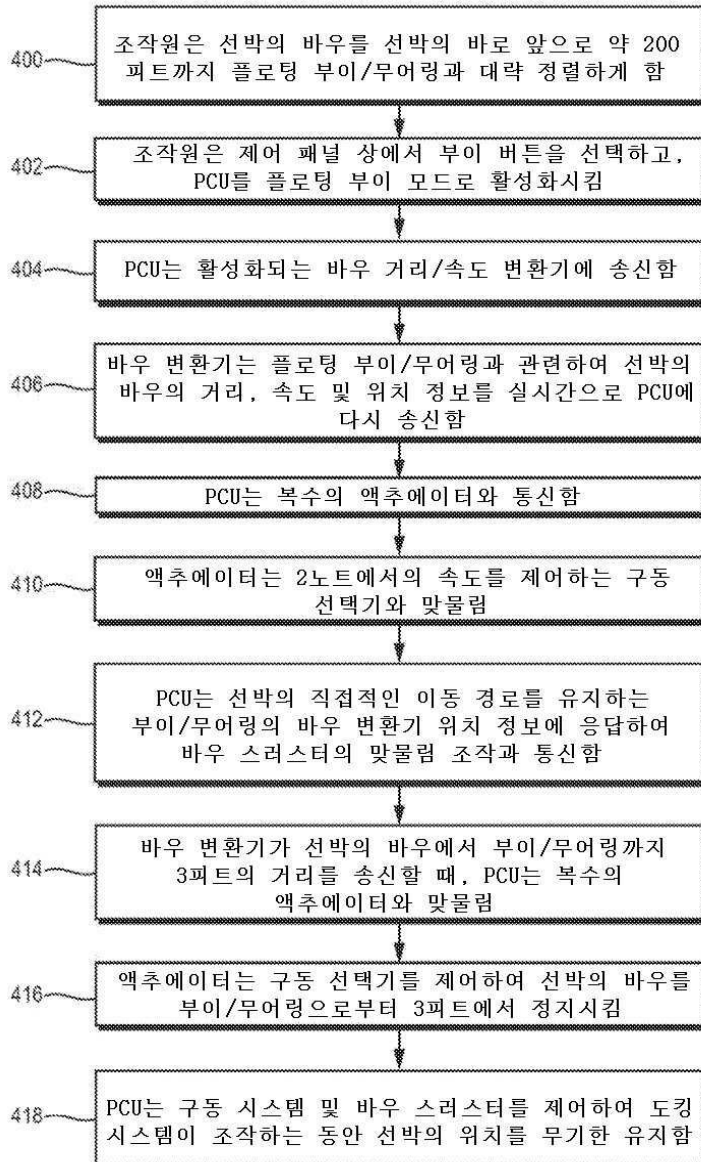 400
조작원은 선박의 바우를 선박의 바로 앞으로 약 200
피트까지 플로팅 부이/무어링과 대략 정렬하게 함
402
조작원은 제어 패널 상에서 부이 버튼을 선택하고,
PCU를 플로팅 부이 모드로 활성화시킴
404
PCU는 활성화되는 바우 거리/속도 변환기에 송신함
406
바우 변환기는 플로팅 부이/무어링과 관련하여 선박의
바우의 거리, 속도 및 위치 정보를 실시간으로 PCU에
다시 송신함
408
PCU는 복수의 액추에이터와 통신함
410
액추에이터는 2노트에서의 속도를 제어하는 구동
선택기와 맞물림
412
PCU는 선박의 직접적인 이동 경로를 유지하는
부이/무어링의 바우 변환기 위치 정보에 응답하여
바우 스러스터의 맞물림 조작과 통신함
414
바우 변환기가 선박의 바우에서 부이/무어링까지
3피트의 거리를 송신할 때, PCU는 복수의
액추에이터와 맞물림
416
액추에이터는 구동 선택기를 제어하여 선박의 바우를
부이/무어링으로부터 3피트에서 정지시킴
418
PCU는 구동 시스템 및 바우 스러스터를 제어하여 도킹
시스템이 조작하는 동안 선박의 위치를 무기한 유지함